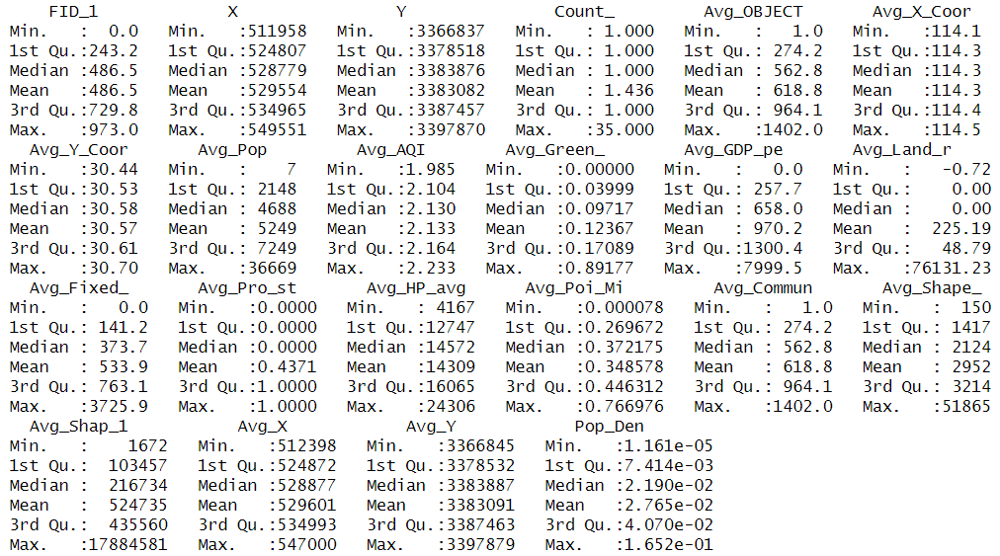 FID_1 X Y Count_ Avg_OBJECT Avg_X_Coor
Min. : 0.0 Min. :511958 Min. :3366837 Min. : 1.000 Min. : 1.0 Min. :114.1
1st Qu.:243.2 1st Qu.:524807 1st Qu.:3378518 1st Qu.: 1.000 1st Qu.: 274.2 1st Qu.:114.3
Median :486.5 Median :528779 Median :3383876 Median : 1.000 Median : 562.8 Median :114.3
Mean :486.5 Mean :529554 Mean :3383082 Mean : 1.436 Mean : 618.8 Mean :114.3
3rd Qu.:729.8 3rd Qu.:534965 3rd Qu.:3387457 3rd Qu.: 1.000 3rd Qu.: 964.1 3rd Qu.:114.4
Max. :973.0 Max. :549551 Max. :3397870 Max. :35.000 Max. :1402.0 Max. :114.5
Avg_Y_Coor Avg_Pop Avg_AQI Avg_Green_ Avg_GDP_pe Avg_Land_r
Min. :30.44 Min. : 7 Min. :1.985 Min. :0.00000 Min. : 0.0 Min. : -0.72
1st Qu.:30.53 1st Qu.: 2148 1st Qu.:2.104 1st Qu.:0.03999 1st Qu.: 257.7 1st Qu.: 0.00
Median :30.58 Median : 4688 Median :2.130 Median :0.09717 Median : 658.0 Median : 0.00
Mean :30.57 Mean : 5249 Mean :2.133 Mean :0.12367 Mean : 970.2 Mean : 225.19
3rd Qu.:30.61 3rd Qu.: 7249 3rd Qu.:2.164 3rd Qu.:0.17089 3rd Qu.:1300.4 3rd Qu.: 48.79
Max. :30.70 Max. :36669 Max. :2.233 Max. :0.89177 Max. :7999.5 Max. :76131.23
Avg_Fixed_ Avg_Pro_st Avg_HP_avg Avg_Poi_Mi Avg_Commun Avg_Shape_
Min. : 0.0 Min. :0.0000 Min. : 4167 Min. :0.000078 Min. : 1.0 Min. : 150
1st Qu.: 141.2 1st Qu.:0.0000 1st Qu.:12747 1st Qu.:0.269672 1st Qu.: 274.2 1st Qu.: 1417
Median : 373.7 Median :0.0000 Median :14572 Median :0.372175 Median : 562.8 Median : 2124
Mean : 533.9 Mean :0.4371 Mean :14309 Mean :0.348578 Mean : 618.8 Mean : 2952
3rd Qu.: 763.1 3rd Qu.:1.0000 3rd Qu.:16065 3rd Qu.:0.446312 3rd Qu.: 964.1 3rd Qu.: 3214
Max. :3725.9 Max. :1.0000 Max. :24306 Max. :0.766976 Max. :1402.0 Max. :51865
Avg_Shap_1 Avg_X Avg_Y Pop_Den
Min. : 1672 Min. :512398 Min. :3366845 Min. :1.161e-05
1st Qu.: 103457 1st Qu.:524872 1st Qu.:3378532 1st Qu.:7.414e-03
Median : 216734 Median :528877 Median :3383887 Median :2.190e-02
Mean : 524735 Mean :529601 Mean :3383091 Mean :2.765e-02
3rd Qu.: 435560 3rd Qu.:534993 3rd Qu.:3387463 3rd Qu.:4.070e-02
Max. :17884581 Max. :547000 Max. :3397879 Max. :1.652e-01